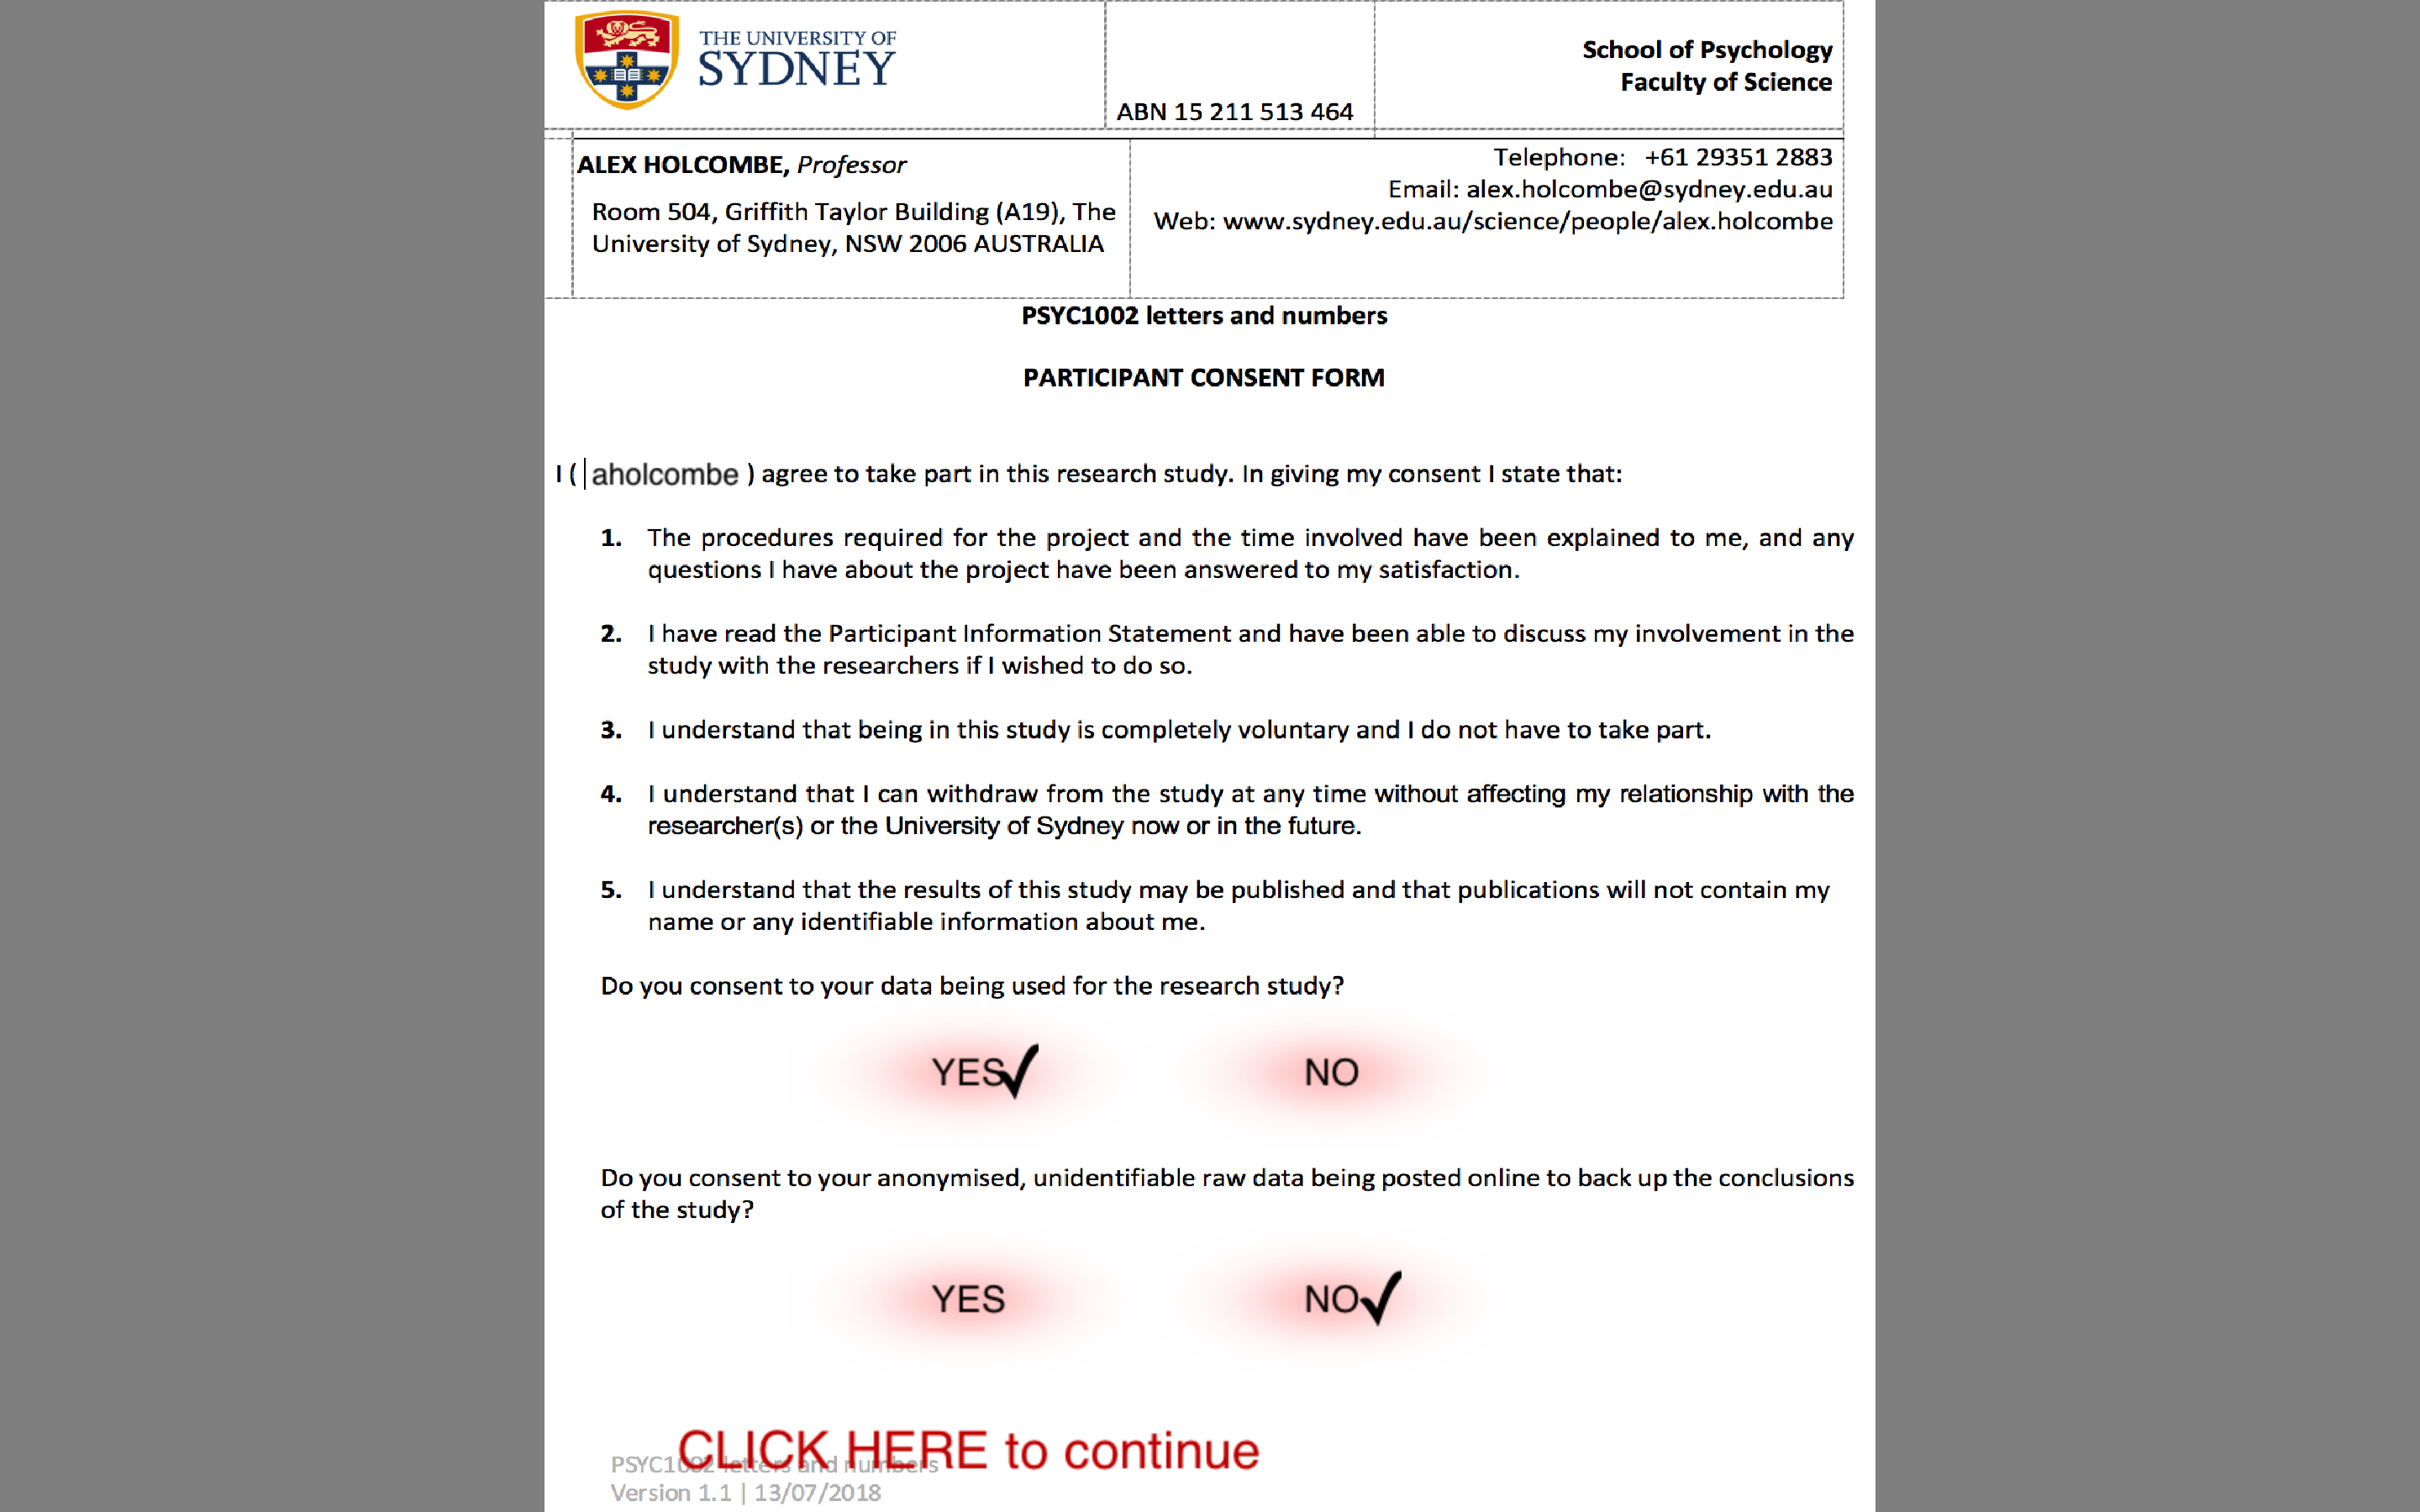 THE UNIVERSITY OF
SYDNEY
ABN 15 211 513 464
School of Psychology
Faculty of Science
ALEX HOLCOMBE, Professor
Room 504, Griffith Taylor Building (A19), The
University of Sydney, NSW 2006 AUSTRALIA
Telephone: +61 29351 2883
Email: alex.holcombe@sydney.edu.au
Web: www.sydney.edu.au/science/people/alex.holcombe
PSYC1002 letters and numbers
PARTICIPANT CONSENT FORM
I ( aholcombe ) agree to take part in this research study. In giving my consent I state that:
1. The procedures required for the project and the time involved have been explained to me, and any
questions I have about the project have been answered to my satisfaction.
2. I have read the Participant Information Statement and have been able to discuss my involvement in the
study with the researchers if I wished to do so.
3. I understand that being in this study is completely voluntary and I do not have to take part.
4. I understand that I can withdraw from the study at any time without affecting my relationship with the
researcher(s) or the University of Sydney now or in the future.
5. I understand that the results of this study may be published and that publications will not contain my
name or any identifiable information about me.
Do you consent to your data being used for the research study?
YES✓ NO
Do you consent to your anonymised, unidentifiable raw data being posted online to back up the conclusions
of the study?
YES NO✓
CLICK HERE to continue
PSYC1002 letters and numbers
Version 1.1 | 13/07/2018